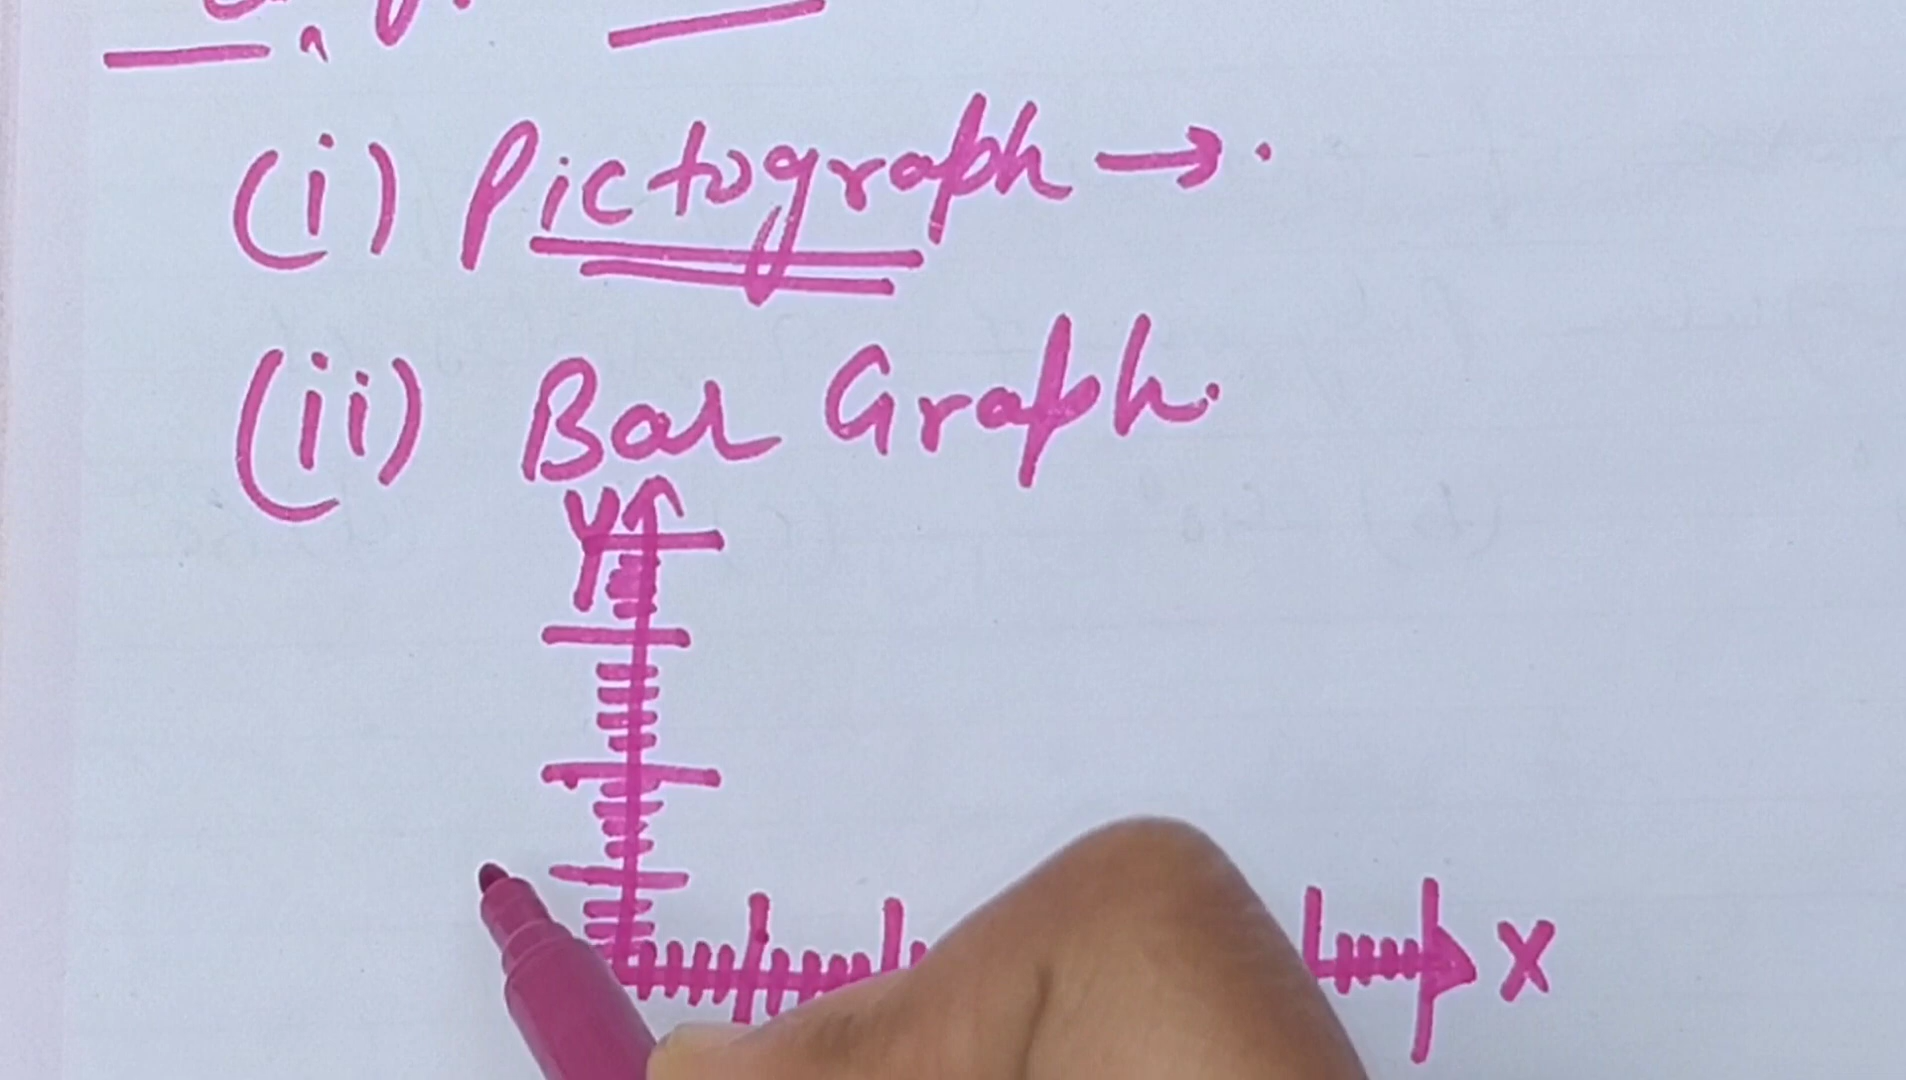 (i) Pictograph →.
(ii) Bar Graph.
Y
X